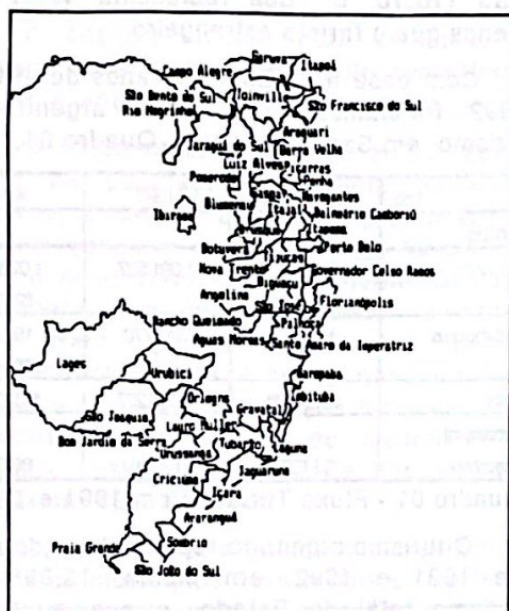 Garuva
Itapoá
Campo Alegre
São Bento do Sul
Joinville
Rio Negrinho
São Francisco do Sul
Araquari
Jaraguá do Sul
Barra Velha
Luiz Alves
Piçarras
Pomerode
Penha
Navegantes
Blumenau
Itajaí
Balneário Camboriú
Ibirama
Brusque
Itapema
Botuverá
Porto Belo
Tijucas
Nova Trento
Governador Celso Ramos
Biguaçu
Angelina
Florianópolis
São José
Rancho Queimado
Palhoça
Águas Mornas
Santo Amaro da Imperatriz
Lages
Garopaba
Urubici
Imbituba
Orleans
São Joaquim
Gravatal
Lauro Muller
Laguna
Bom Jardim da Serra
Tubarão
Urussanga
Jaguaruna
Criciuma
Içara
Araranguá
Sombrio
Praia Grande
São João do Sul